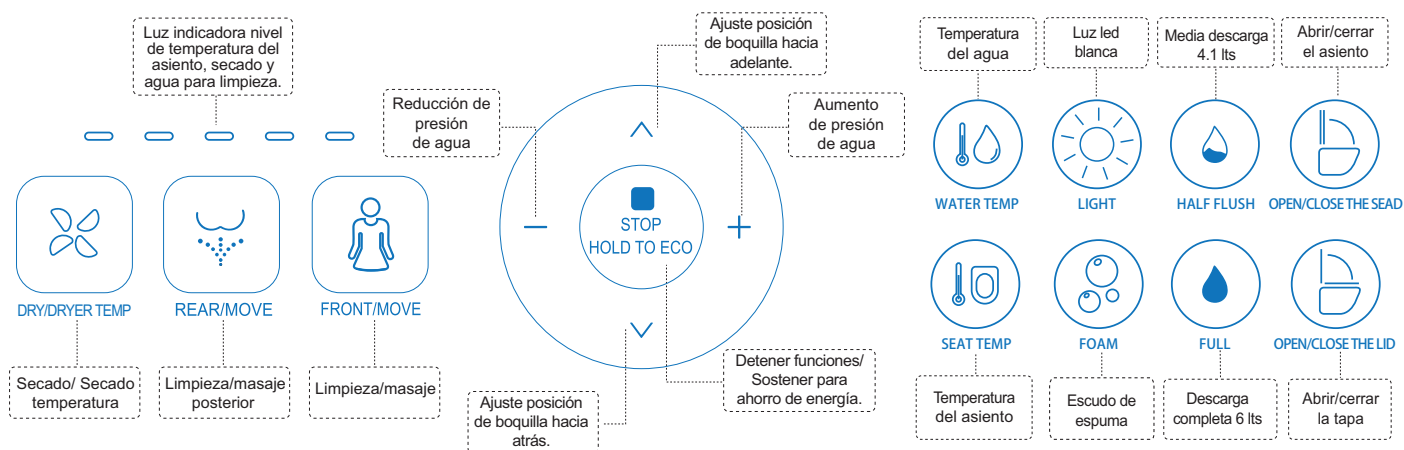 Luz indicadora nivel
de temperatura del
asiento, secado y
agua para limpieza.
DRY/DRYER TEMP
REAR/MOVE
FRONT/MOVE
Secado/ Secado
temperatura
Limpieza/masaje
posterior
Limpieza/masaje
Ajuste posición
de boquilla hacia
adelante.
Reducción de
presión
de agua
Aumento
de presión
de agua
STOP
HOLD TO ECO
Detener funciones/
Sostener para
ahorro de energía.
Ajuste posición
de boquilla hacia
atrás.
Temperatura
del agua
Luz led
blanca
Media descarga
4.1 lts
Abrir/cerrar
el asiento
WATER TEMP
LIGHT
HALF FLUSH
OPEN/CLOSE THE SEAD
SEAT TEMP
FOAM
FULL
OPEN/CLOSE THE LID
Temperatura
del asiento
Escudo de
espuma
Descarga
completa 6 lts
Abrir/cerrar
la tapa